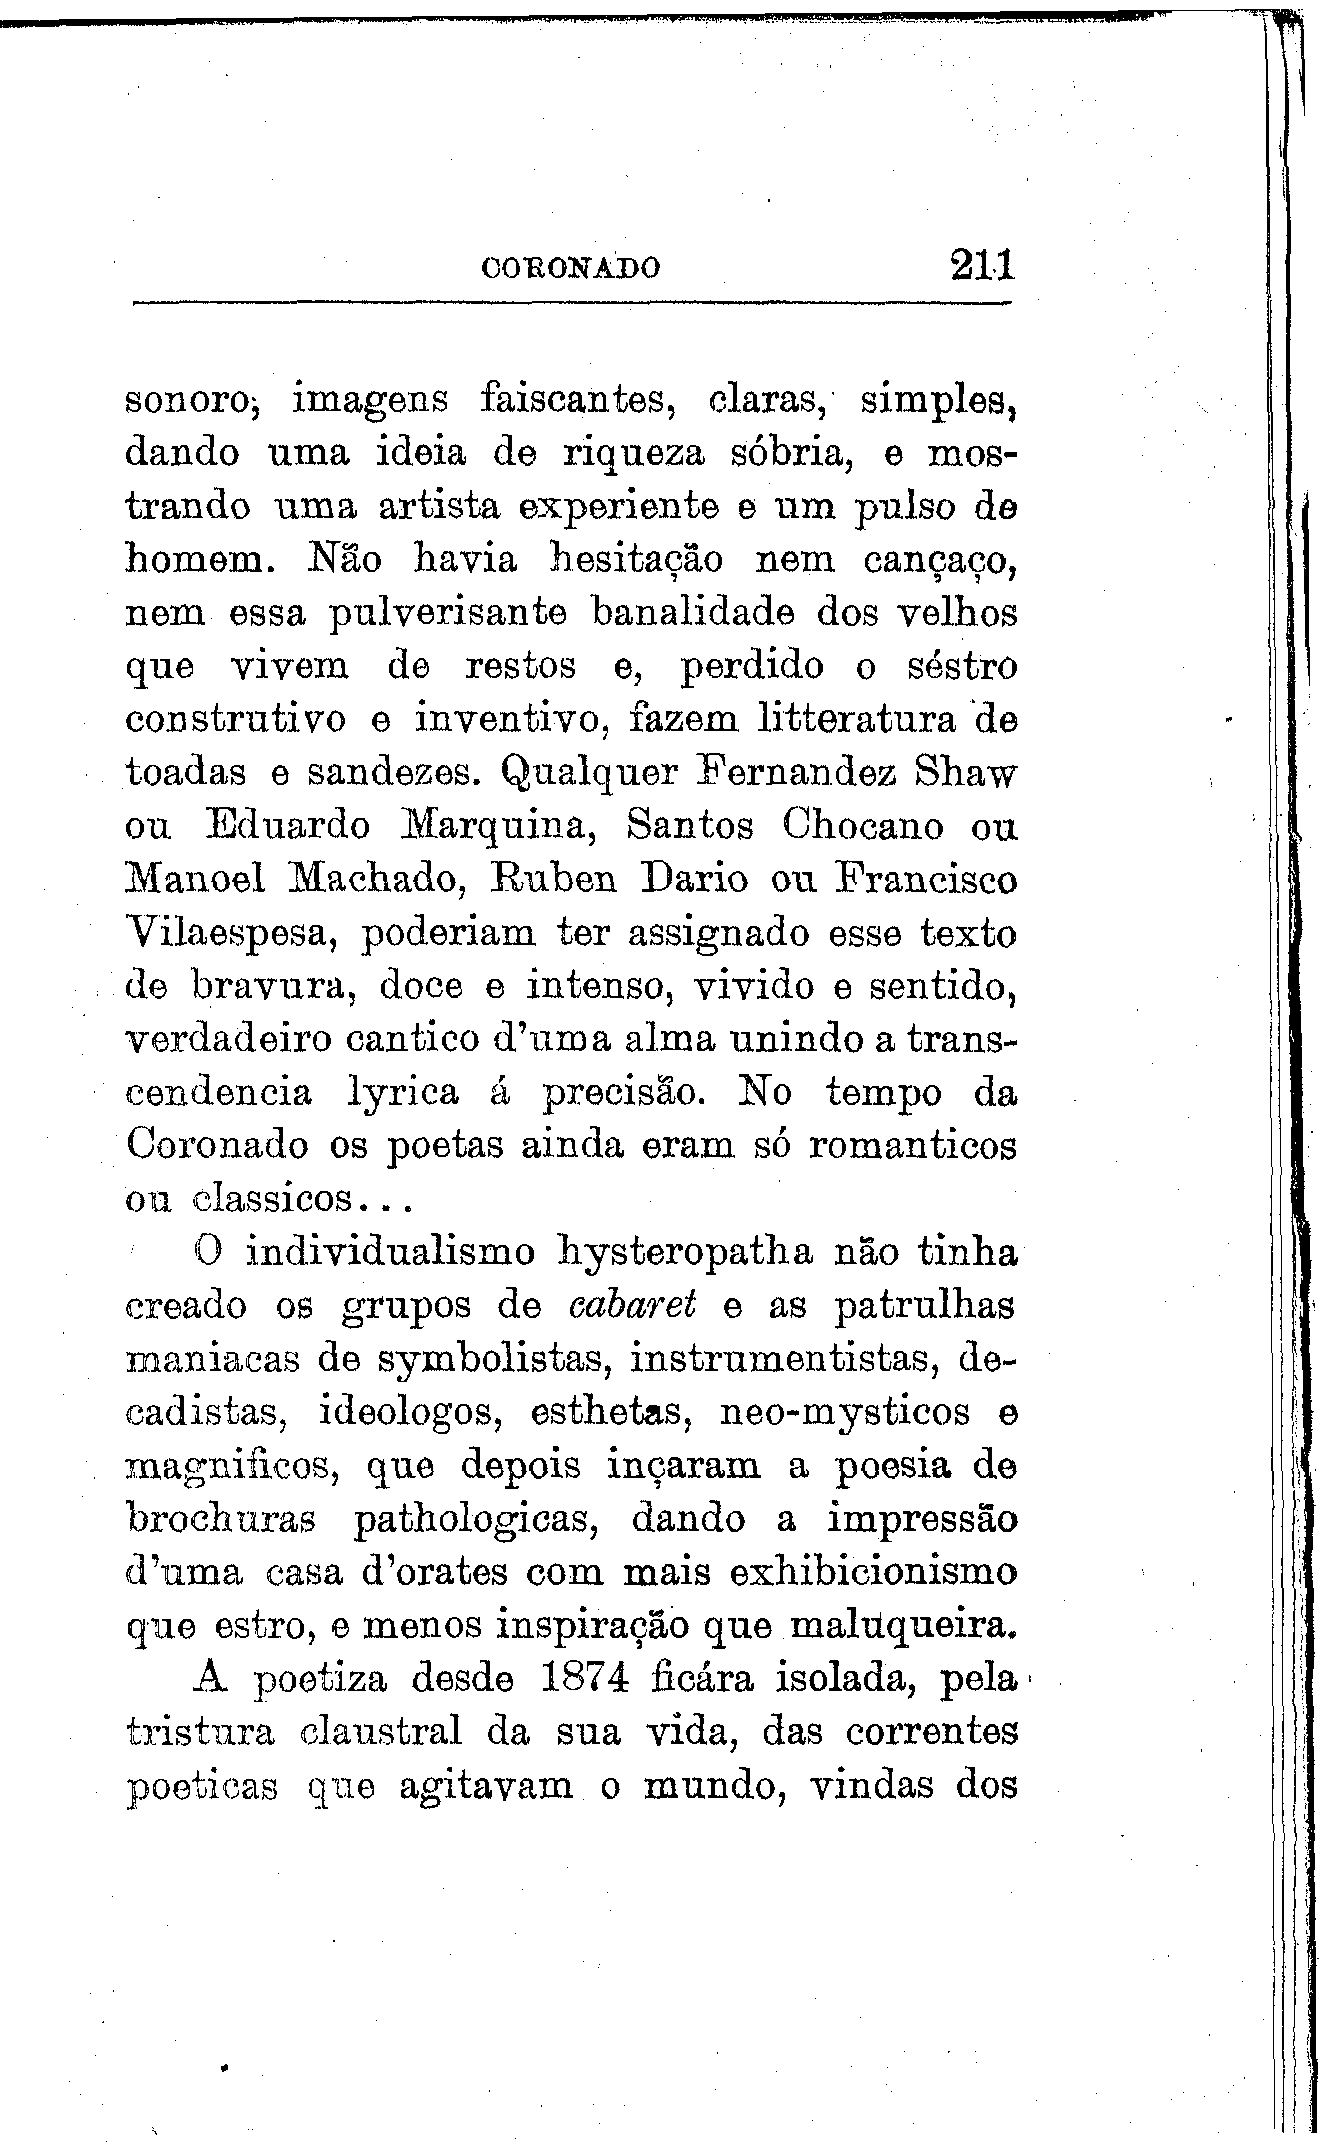 CORONADO 211
sonoro; imagens faiscantes, claras, simples,
dando uma ideia de riqueza sóbria, e mos-
trando uma artista experiente e um pulso de
homem. Não havia hesitação nem cançaço,
nem essa pulverisante banalidade dos velhos
que vivem de restos e, perdido o séstro
construtivo e inventivo, fazem litteratura de
toadas e sandezes. Qualquer Fernandez Shaw
ou Eduardo Marquina, Santos Chocano ou
Manoel Machado, Ruben Dario ou Francisco
Vilaespesa, poderiam ter assignado esse texto
de bravura, doce e intenso, vivido e sentido,
verdadeiro cantico d'uma alma unindo a trans-
cendencia lyrica á precisão. No tempo da
Coronado os poetas ainda eram só romanticos
ou classicos...
O individualismo hysteropatha não tinha
creado os grupos de cabaret e as patrulhas
maniacas de symbolistas, instrumentistas, de-
cadistas, ideologos, esthetas, neo-mysticos e
magnificos, que depois inçaram a poesia de
brochuras pathologicas, dando a impressão
d'uma casa d'orates com mais exhibicionismo
que estro, e menos inspiração que maluqueira.
A poetiza desde 1874 ficára isolada, pela
tristura claustral da sua vida, das correntes
poeticas que agitavam o mundo, vindas dos